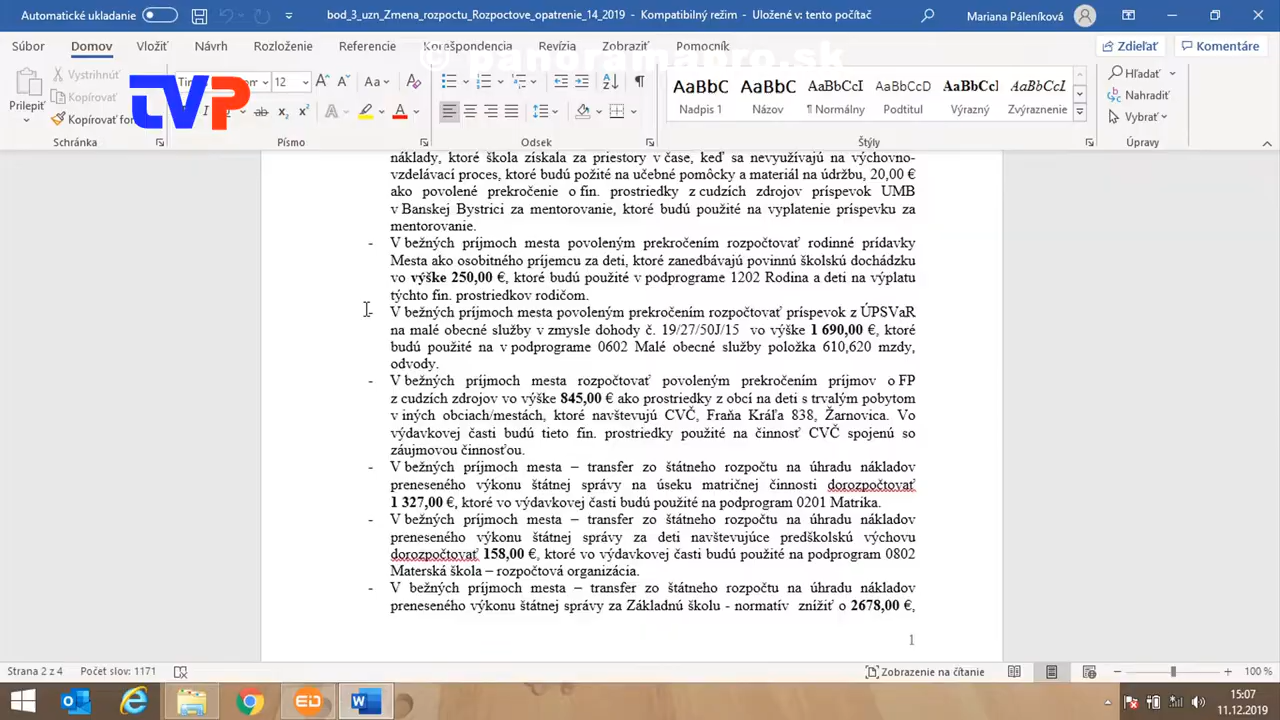 Automatické ukladanie
bod_3_uzn_Zmena_rozpoctu_Rozpoctove_opatrenie_14_2019 - Kompatibilný režim - Uložené v: tento počítač
Mariana Páleníková
Súbor Domov Vložiť Návrh Rozloženie Referencie Korešpondencia Revízia Zobraziť Pomocník Zdieľať Komentáre
© panoramapro.sk
Vystrihnúť
Kopírovať
Kopírovať
Prilepiť
TVP
12
Schránka Písmo Odsek Štýly Úpravy
AaBbC AaBbC AaBbCcI AaBbCcD AaBbCcI AaBbCcI
Nadpis 1 Názov ¶ Normálny Podtitul Výrazný Zvýraznenie
Hľadať
Nahradiť
Vybrať
náklady, ktoré škola získala za priestory v čase, keď sa nevyužívajú na výchovno-
vzdelávací proces, ktoré budú požité na učebné pomôcky a materiál na údržbu, 20,00 €
ako povolené prekročenie o fin. prostriedky z cudzích zdrojov príspevok UMB
v Banskej Bystrici za mentorovanie, ktoré budú použité na vyplatenie príspevku za
mentorovanie.
- V bežných príjmoch mesta povoleným prekročením rozpočtovať rodinné prídavky
Mesta ako osobitného príjemcu za deti, ktoré zanedbávajú povinnú školskú dochádzku
vo výške 250,00 €, ktoré budú použité v podprograme 1202 Rodina a deti na výplatu
týchto fin. prostriedkov rodičom.
- V bežných príjmoch mesta povoleným prekročením rozpočtovať príspevok z ÚPSVaR
na malé obecné služby v zmysle dohody č. 19/27/50J/15 vo výške 1 690,00 €, ktoré
budú použité na v podprograme 0602 Malé obecné služby položka 610,620 mzdy,
odvody.
- V bežných príjmoch mesta rozpočtovať povoleným prekročením príjmov o FP
z cudzích zdrojov vo výške 845,00 € ako prostriedky z obcí na deti s trvalým pobytom
v iných obciach/mestách, ktoré navštevujú CVČ, Fraňa Kráľa 838, Žarnovica. Vo
výdavkovej časti budú tieto fin. prostriedky použité na činnosť CVČ spojenú so
záujmovou činnosťou.
- V bežných príjmoch mesta – transfer zo štátneho rozpočtu na úhradu nákladov
preneseného výkonu štátnej správy na úseku matričnej činnosti dorozpočtovať
1 327,00 €, ktoré vo výdavkovej časti budú použité na podprogram 0201 Matrika.
- V bežných príjmoch mesta – transfer zo štátneho rozpočtu na úhradu nákladov
preneseného výkonu štátnej správy za deti navštevujúce predškolskú výchovu
dorozpočtovať 158,00 €, ktoré vo výdavkovej časti budú použité na podprogram 0802
Materská škola – rozpočtová organizácia.
- V bežných príjmoch mesta – transfer zo štátneho rozpočtu na úhradu nákladov
preneseného výkonu štátnej správy za Základnú školu - normatív znížiť o 2678,00 €,
1
Strana 2 z 4 Počet slov: 1171 Zobrazenie na čítanie 100 %
15:07
11.12.2019